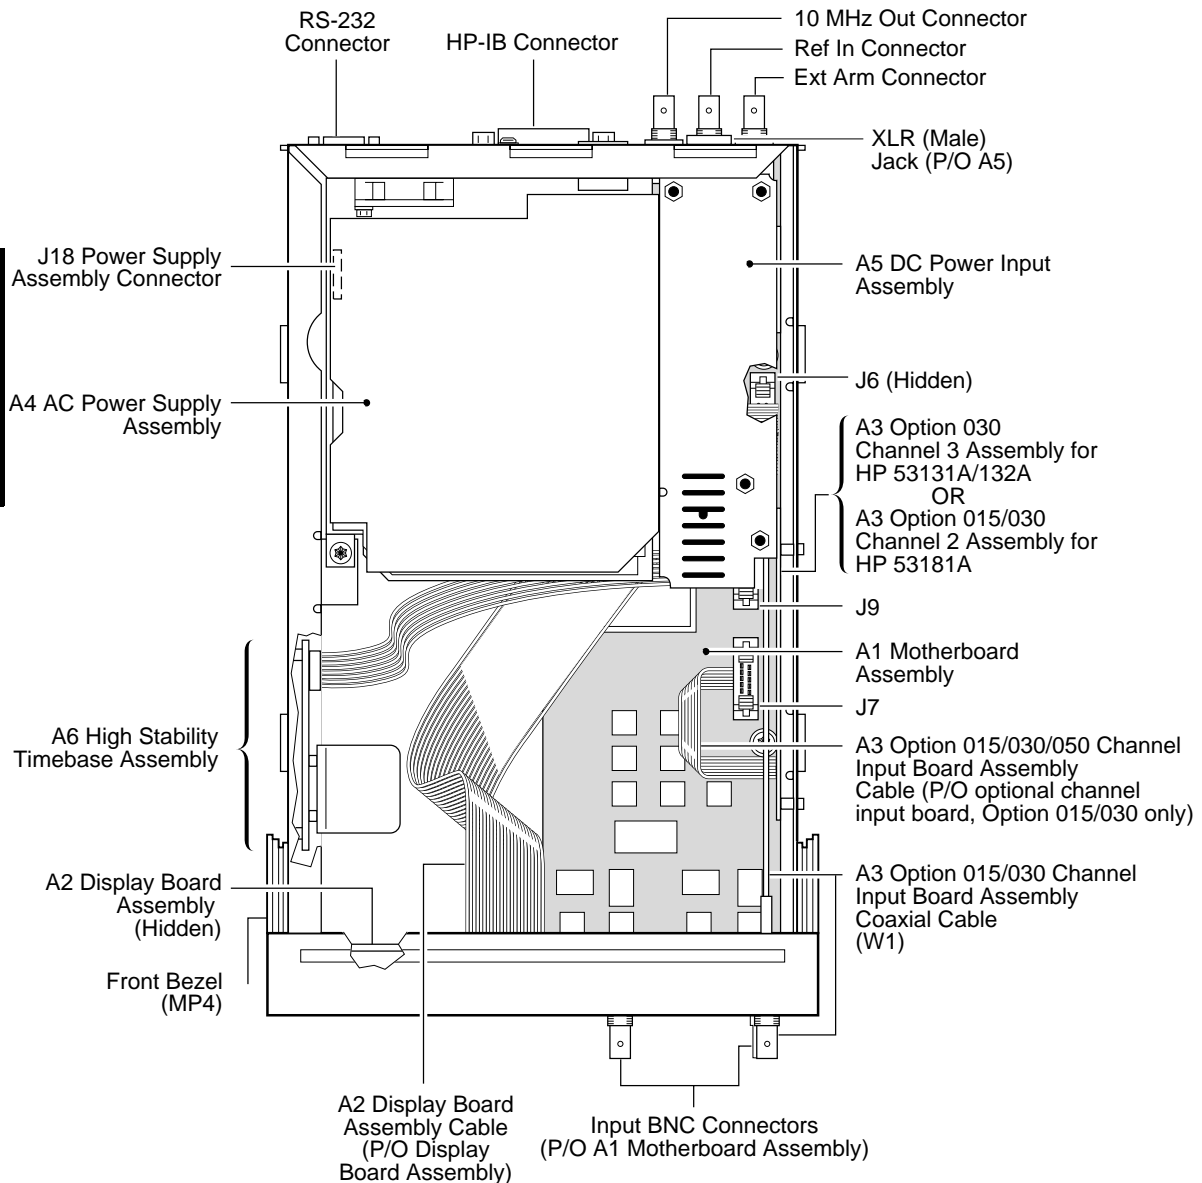 RS-232
Connector
HP-IB Connector
10 MHz Out Connector
Ref In Connector
Ext Arm Connector
XLR (Male)
Jack (P/O A5)
J18 Power Supply
Assembly Connector
A5 DC Power Input
Assembly
J6 (Hidden)
A4 AC Power Supply
Assembly
A3 Option 030
Channel 3 Assembly for
HP 53131A/132A
OR
A3 Option 015/030
Channel 2 Assembly for
HP 53181A
J9
A1 Motherboard
Assembly
J7
A6 High Stability
Timebase Assembly
A3 Option 015/030/050 Channel
Input Board Assembly
Cable (P/O optional channel
input board, Option 015/030 only)
A2 Display Board
Assembly
(Hidden)
A3 Option 015/030 Channel
Input Board Assembly
Coaxial Cable
(W1)
Front Bezel
(MP4)
A2 Display Board
Assembly Cable
(P/O Display
Board Assembly)
Input BNC Connectors
(P/O A1 Motherboard Assembly)